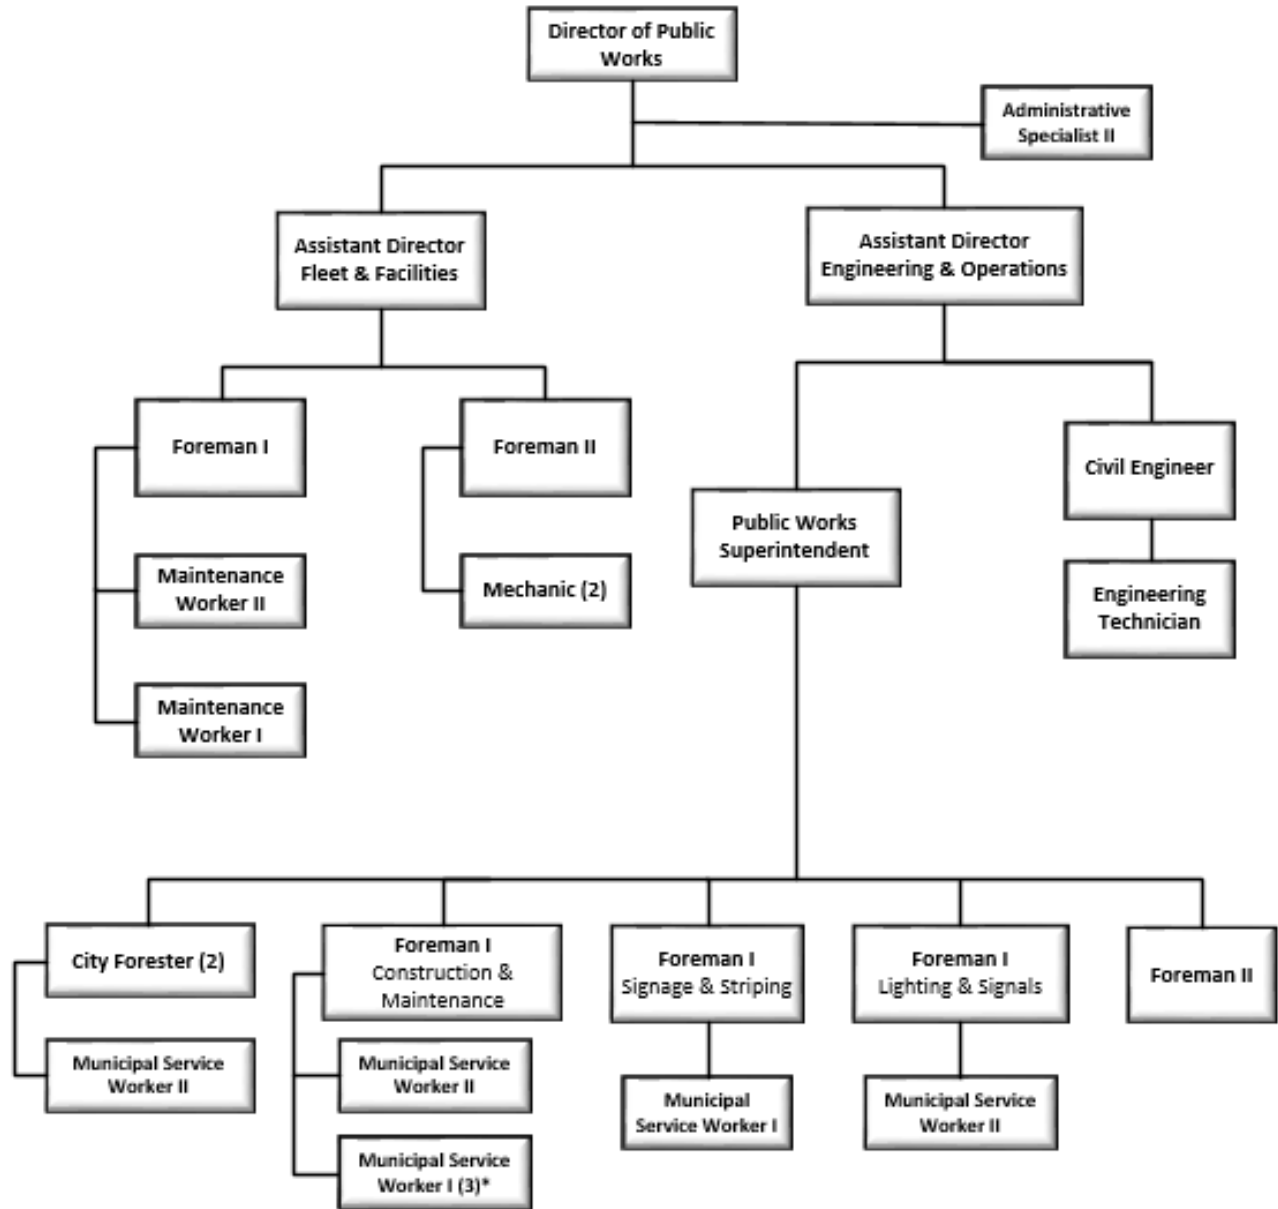 Director of Public
Works
Administrative
Specialist II
Assistant Director
Fleet & Facilities
Assistant Director
Engineering & Operations
Foreman I
Foreman II
Civil Engineer
Public Works
Superintendent
Maintenance
Worker II
Mechanic (2)
Engineering
Technician
Maintenance
Worker I
City Forester (2)
Foreman I
Construction &
Maintenance
Foreman I
Signage & Striping
Foreman I
Lighting & Signals
Foreman II
Municipal Service
Worker II
Municipal Service
Worker II
Municipal
Service Worker I
Municipal Service
Worker II
Municipal Service
Worker I (3)*